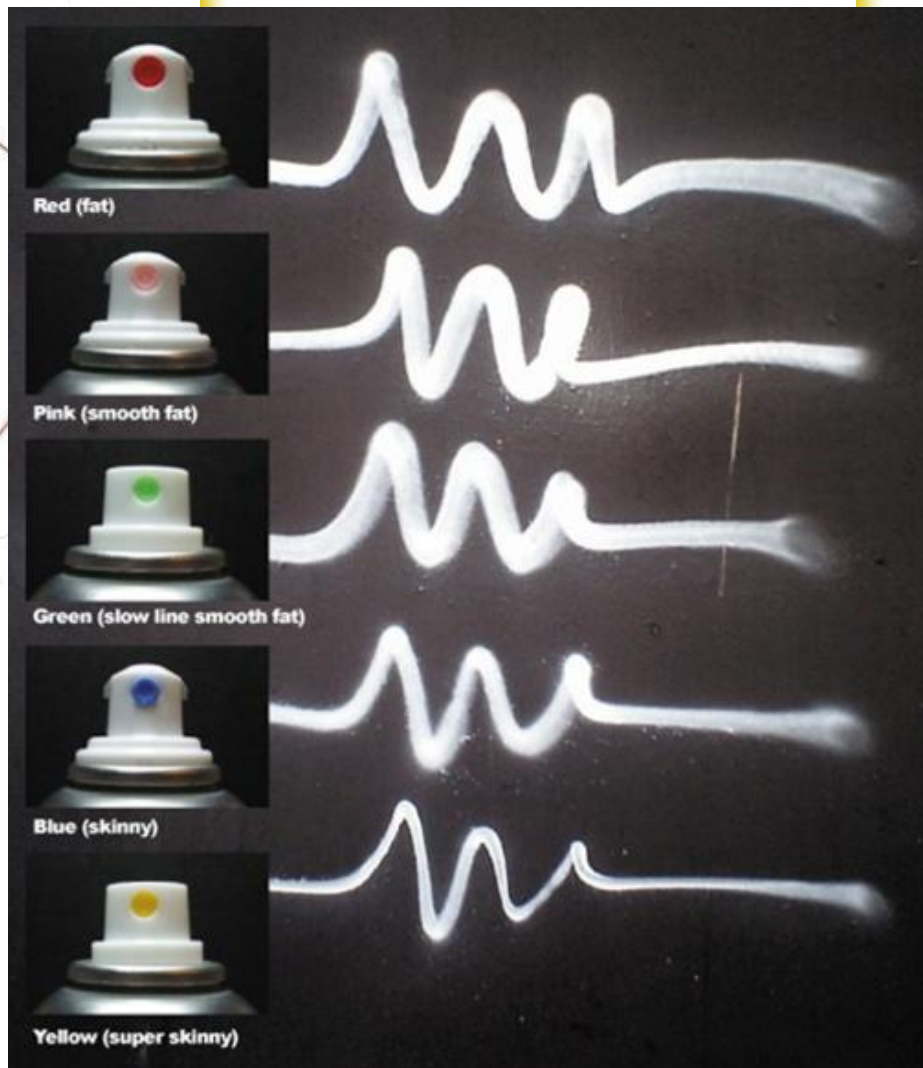 Red (fat)
Pink (smooth fat)
Green (slow line smooth fat)
Blue (skinny)
Yellow (super skinny)